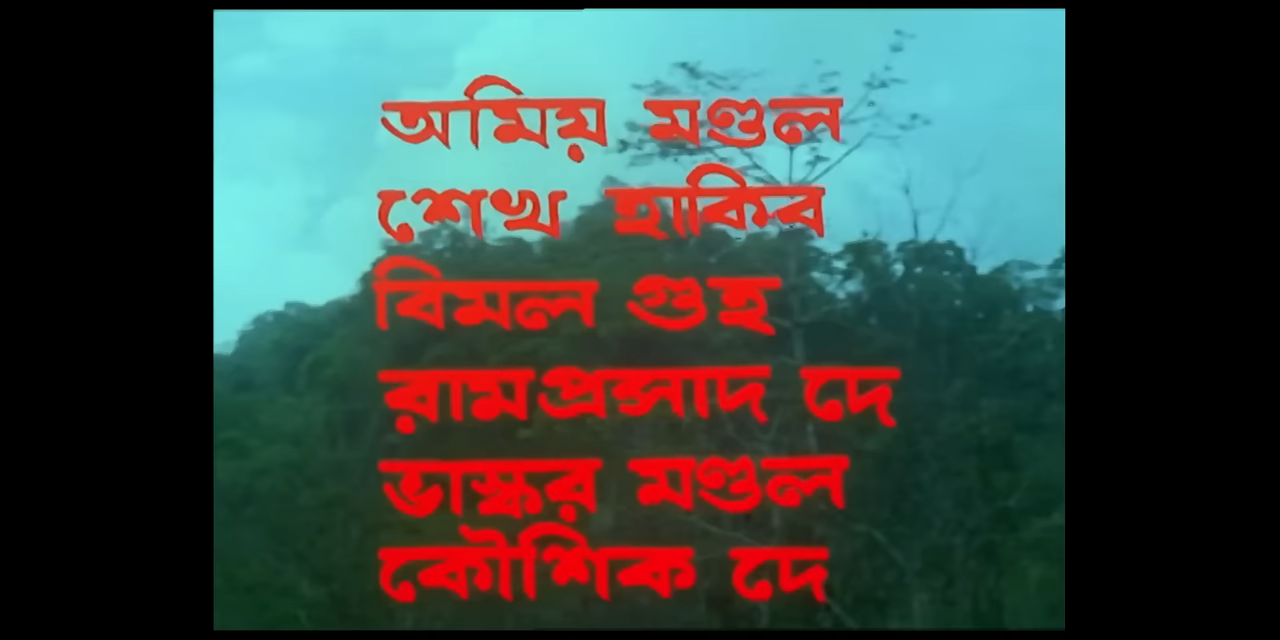 অমিয় মণ্ডল
শেখ হাকিব
বিমল গুহ
রামপ্রসাদ দে
ভাস্কর মণ্ডল
কৌশিক দে